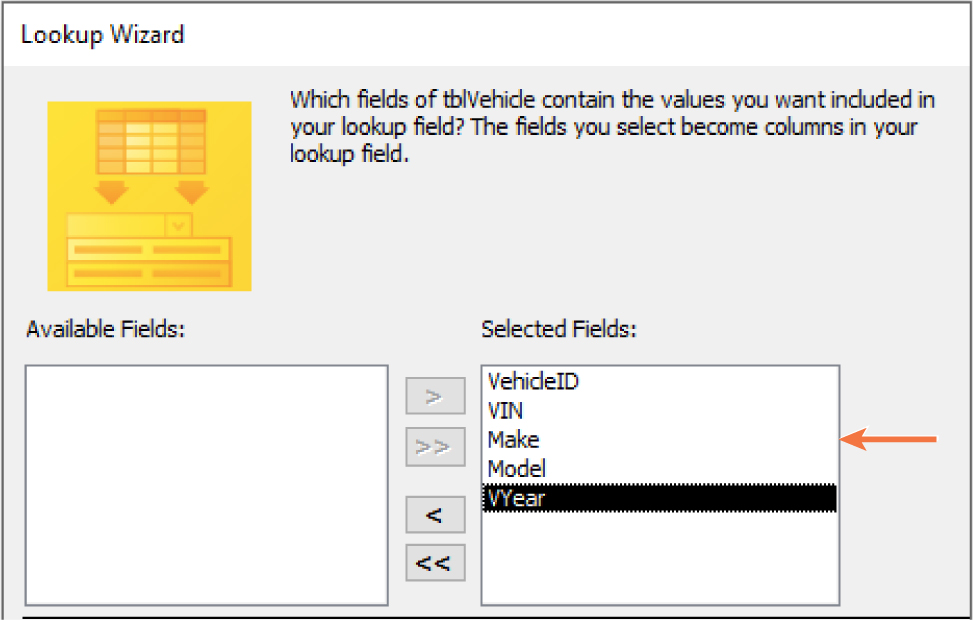 Lookup Wizard
Which fields of tblVehicle contain the values you want included in
your lookup field? The fields you select become columns in your
lookup field.
Available Fields:
Selected Fields:
>
>>
<
<<
VehicleID
VIN
Make
Model
VYear